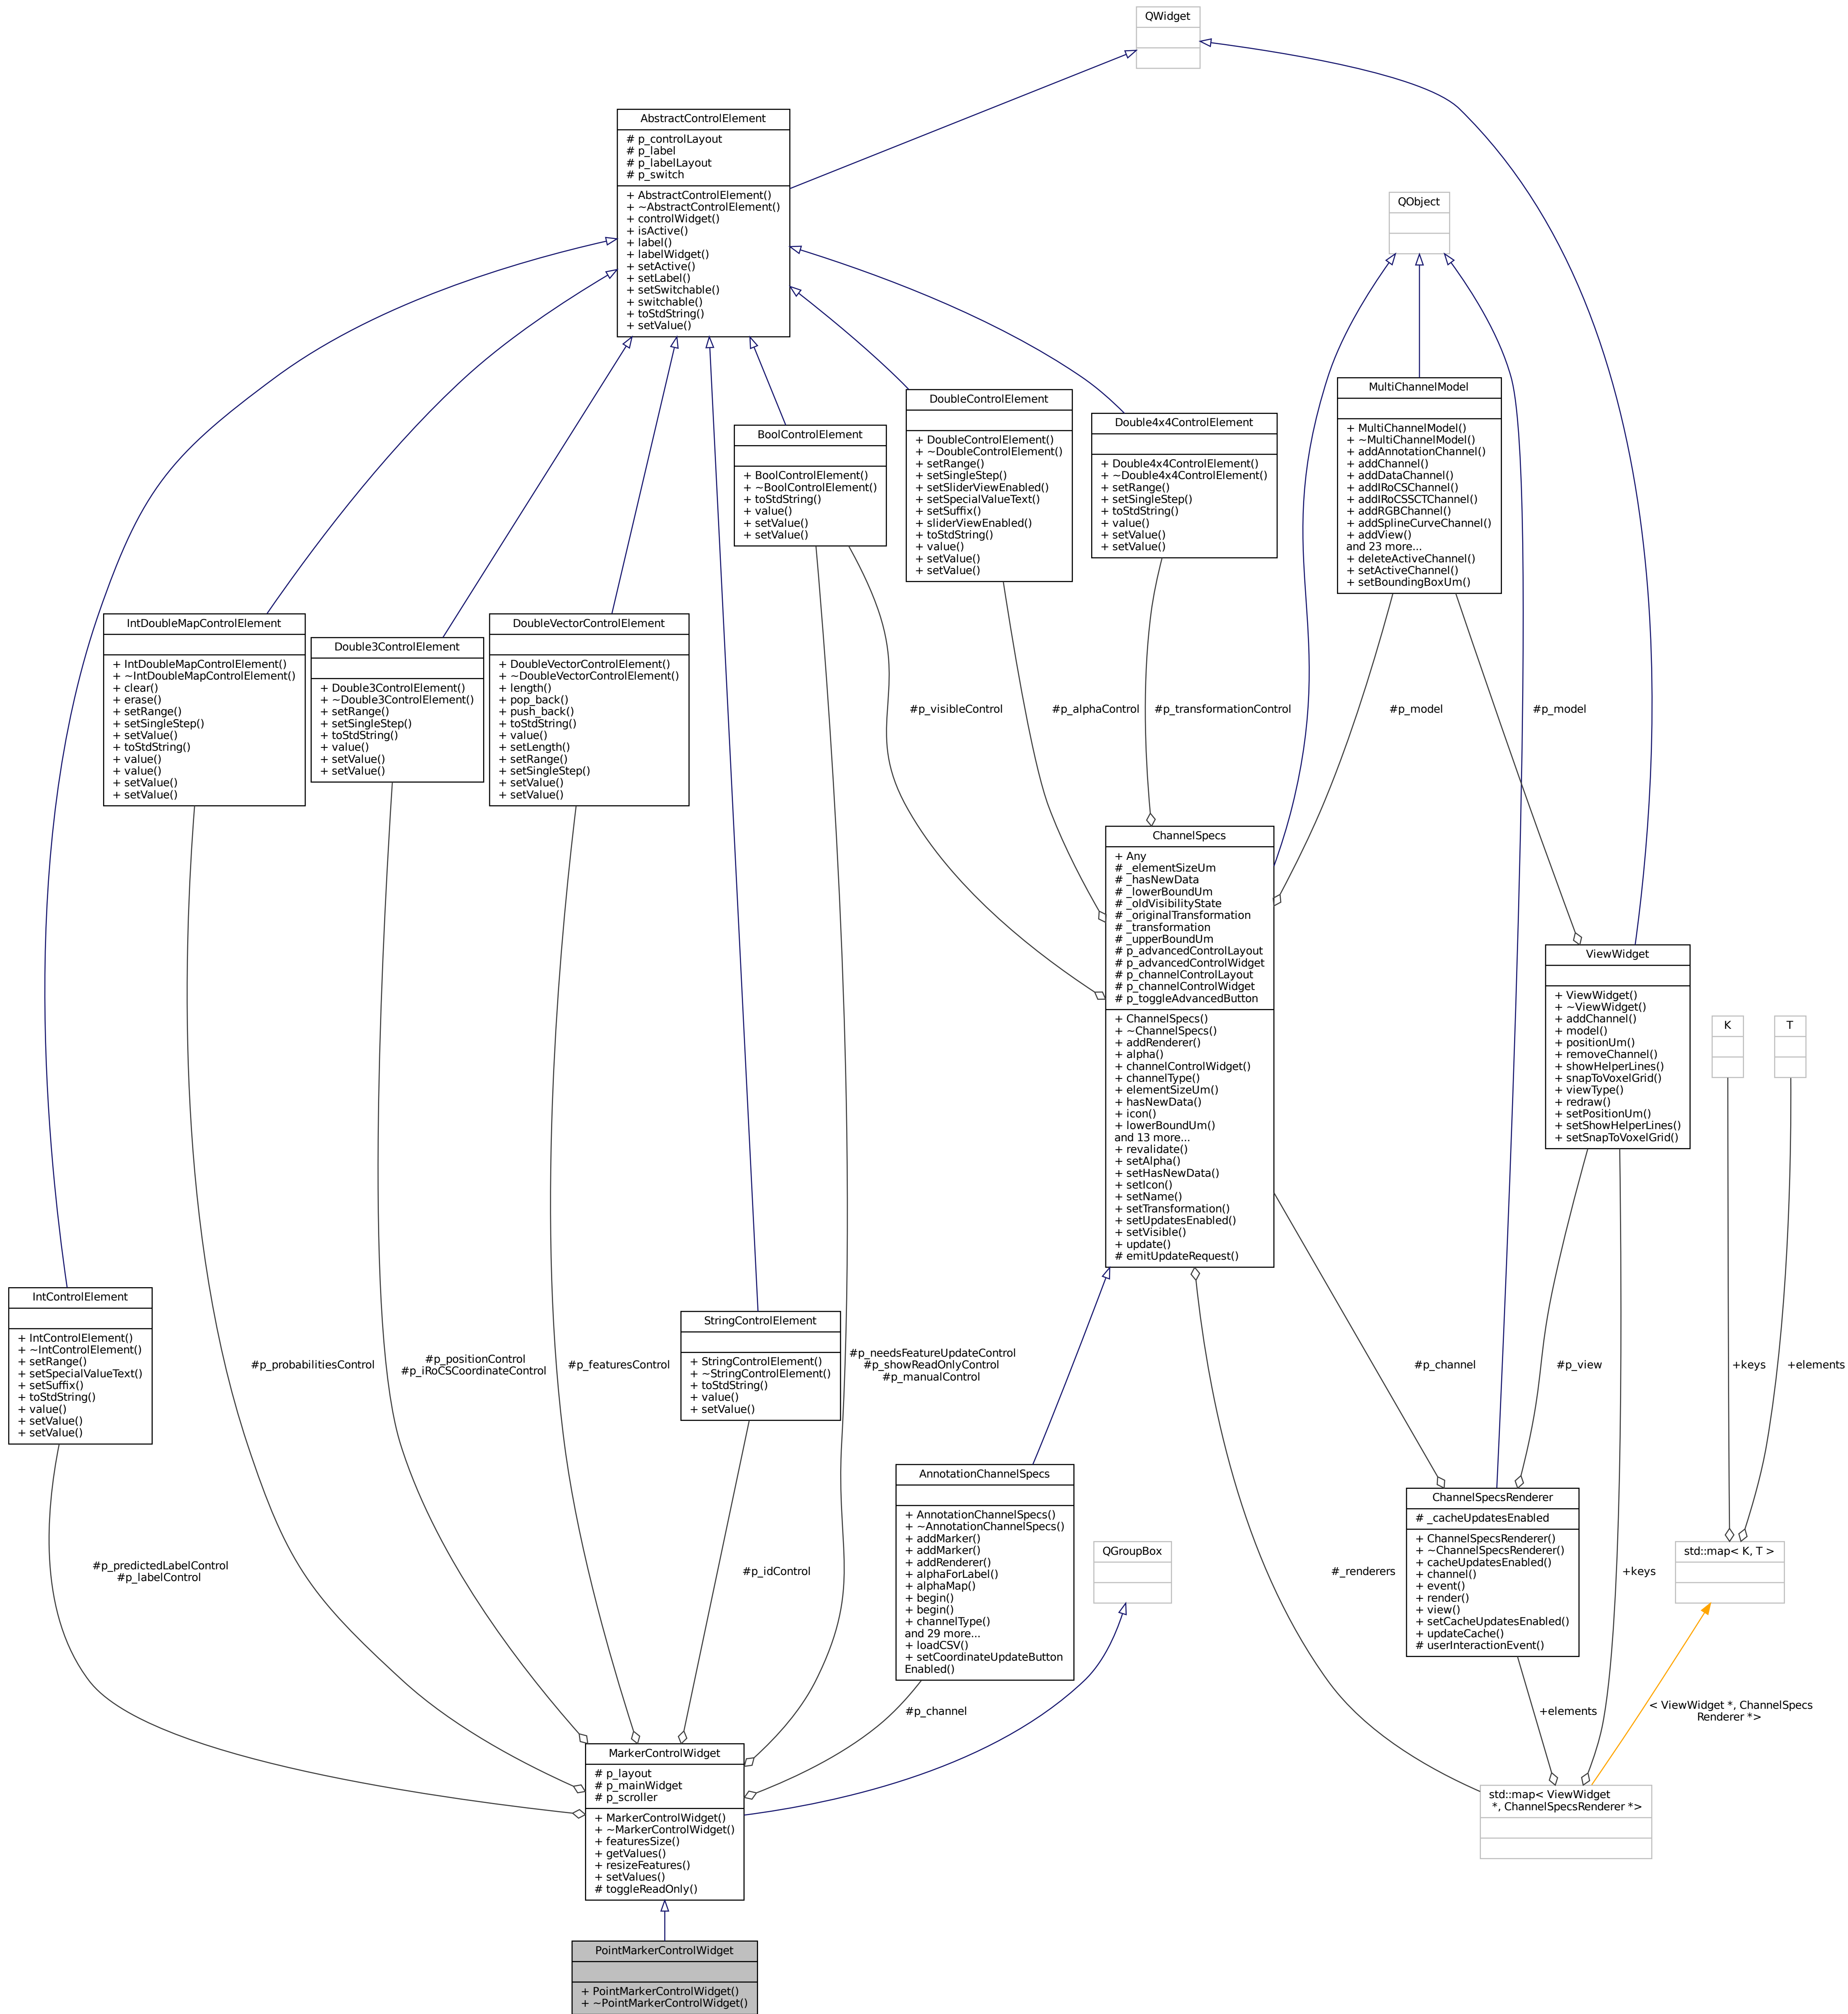 QWidget
AbstractControlElement
# p_controlLayout
# p_label
# p_labelLayout
# p_switch
+ AbstractControlElement()
+ ~AbstractControlElement()
+ controlWidget()
+ isActive()
+ label()
+ labelWidget()
+ setActive()
+ setLabel()
+ setSwitchable()
+ switchable()
+ toStdString()
+ setValue()
QObject
MultiChannelModel
+ MultiChannelModel()
+ ~MultiChannelModel()
+ addAnnotationChannel()
+ addChannel()
+ addDataChannel()
+ addIRoCSChannel()
+ addIRoCSSCTChannel()
+ addRGBChannel()
+ addSplineCurveChannel()
+ addView()
and 23 more...
+ deleteActiveChannel()
+ setActiveChannel()
+ setBoundingBoxUm()
DoubleControlElement
+ DoubleControlElement()
+ ~DoubleControlElement()
+ setRange()
+ setSingleStep()
+ setSliderViewEnabled()
+ setSpecialValueText()
+ setSuffix()
+ sliderViewEnabled()
+ toStdString()
+ value()
+ setValue()
+ setValue()
Double4x4ControlElement
+ Double4x4ControlElement()
+ ~Double4x4ControlElement()
+ setRange()
+ setSingleStep()
+ toStdString()
+ value()
+ setValue()
+ setValue()
BoolControlElement
+ BoolControlElement()
+ ~BoolControlElement()
+ toStdString()
+ value()
+ setValue()
+ setValue()
IntDoubleMapControlElement
+ IntDoubleMapControlElement()
+ ~IntDoubleMapControlElement()
+ clear()
+ erase()
+ setRange()
+ setSingleStep()
+ setValue()
+ toStdString()
+ value()
+ value()
+ setValue()
+ setValue()
Double3ControlElement
+ Double3ControlElement()
+ ~Double3ControlElement()
+ setRange()
+ setSingleStep()
+ toStdString()
+ value()
+ setValue()
+ setValue()
DoubleVectorControlElement
+ DoubleVectorControlElement()
+ ~DoubleVectorControlElement()
+ length()
+ pop_back()
+ push_back()
+ toStdString()
+ value()
+ setLength()
+ setRange()
+ setSingleStep()
+ setValue()
+ setValue()
#p_visibleControl
#p_alphaControl
#p_transformationControl
#p_model
#p_model
ChannelSpecs
+ Any
# _elementSizeUm
# _hasNewData
# _lowerBoundUm
# _oldVisibilityState
# _originalTransformation
# _transformation
# _upperBoundUm
# p_advancedControlLayout
# p_advancedControlWidget
# p_channelControlLayout
# p_channelControlWidget
# p_toggleAdvancedButton
+ ChannelSpecs()
+ ~ChannelSpecs()
+ addRenderer()
+ alpha()
+ channelControlWidget()
+ channelType()
+ elementSizeUm()
+ hasNewData()
+ icon()
+ lowerBoundUm()
and 13 more...
+ revalidate()
+ setAlpha()
+ setHasNewData()
+ setIcon()
+ setName()
+ setTransformation()
+ setUpdatesEnabled()
+ setVisible()
+ update()
# emitUpdateRequest()
ViewWidget
+ ViewWidget()
+ ~ViewWidget()
+ addChannel()
+ model()
+ positionUm()
+ removeChannel()
+ showHelperLines()
+ snapToVoxelGrid()
+ viewType()
+ redraw()
+ setPositionUm()
+ setShowHelperLines()
+ setSnapToVoxelGrid()
K
T
IntControlElement
+ IntControlElement()
+ ~IntControlElement()
+ setRange()
+ setSpecialValueText()
+ setSuffix()
+ toStdString()
+ value()
+ setValue()
+ setValue()
#p_probabilitiesControl
#p_positionControl
#p_iRoCSCoordinateControl
#p_featuresControl
StringControlElement
+ StringControlElement()
+ ~StringControlElement()
+ toStdString()
+ value()
+ setValue()
#p_needsFeatureUpdateControl
#p_showReadOnlyControl
#p_manualControl
#p_channel
#p_view
+keys
+elements
AnnotationChannelSpecs
+ AnnotationChannelSpecs()
+ ~AnnotationChannelSpecs()
+ addMarker()
+ addMarker()
+ addRenderer()
+ alphaForLabel()
+ alphaMap()
+ begin()
+ begin()
+ channelType()
and 29 more...
+ loadCSV()
+ setCoordinateUpdateButton
Enabled()
ChannelSpecsRenderer
# _cacheUpdatesEnabled
+ ChannelSpecsRenderer()
+ ~ChannelSpecsRenderer()
+ cacheUpdatesEnabled()
+ channel()
+ event()
+ render()
+ view()
+ setCacheUpdatesEnabled()
+ updateCache()
# userInteractionEvent()
QGroupBox
std::map< K, T >
#p_predictedLabelControl
#p_labelControl
#p_idControl
#_renderers
+keys
#p_channel
+elements
< ViewWidget *, ChannelSpecs
Renderer *>
MarkerControlWidget
# p_layout
# p_mainWidget
# p_scroller
+ MarkerControlWidget()
+ ~MarkerControlWidget()
+ featuresSize()
+ getValues()
+ resizeFeatures()
+ setValues()
# toggleReadOnly()
std::map< ViewWidget
*, ChannelSpecsRenderer *>
PointMarkerControlWidget
+ PointMarkerControlWidget()
+ ~PointMarkerControlWidget()